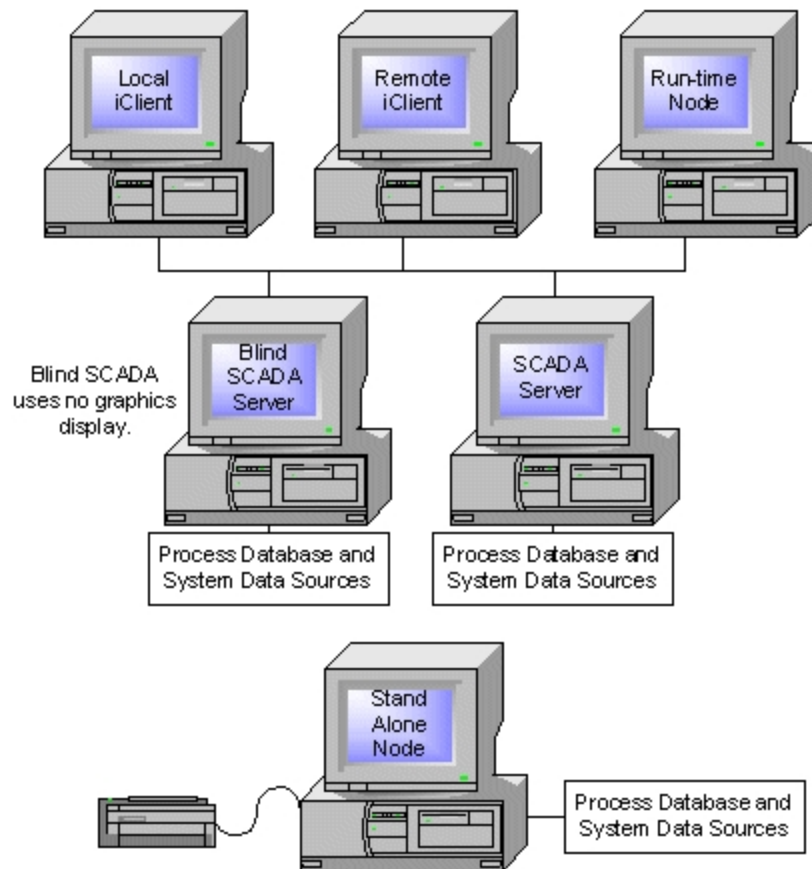 Local
iClient
Remote
iClient
Run-time
Node
Blind SCADA
uses no graphics
display.
Blind
SCADA
Server
SCADA
Server
Process Database and
System Data Sources
Process Database and
System Data Sources
Stand
Alone
Node
Process Database and
System Data Sources